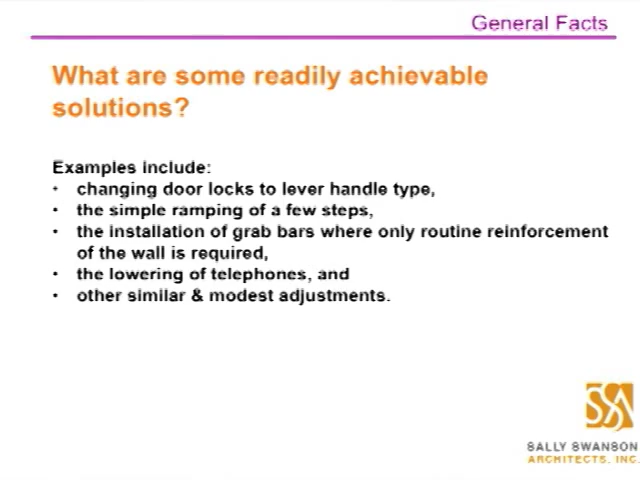 General Facts
What are some readily achievable
solutions?
Examples include:
• changing door locks to lever handle type,
• the simple ramping of a few steps,
• the installation of grab bars where only routine reinforcement
of the wall is required,
• the lowering of telephones, and
• other similar & modest adjustments.
SSA
SALLY SWANSON
ARCHITECTS, INC.